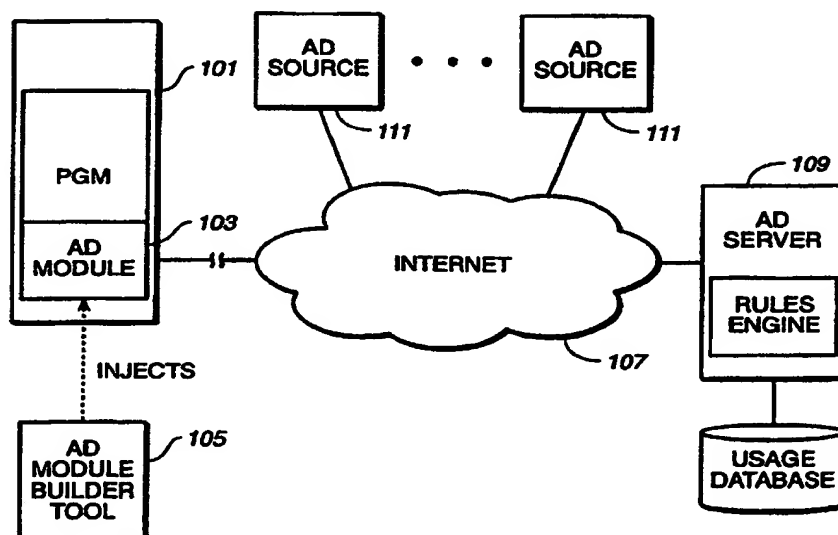 101
PGM
103
AD
MODULE
INJECTS
105
AD
MODULE
BUILDER
TOOL
AD
SOURCE
111
AD
SOURCE
111
INTERNET
107
109
AD
SERVER
RULES
ENGINE
USAGE
DATABASE